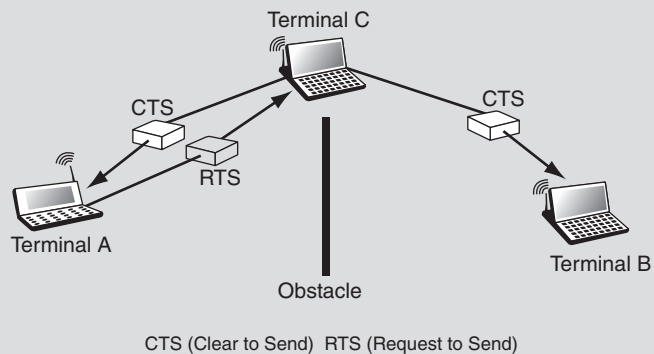 Terminal C
CTS
CTS
RTS
Terminal A
Terminal B
Obstacle
CTS (Clear to Send) RTS (Request to Send)